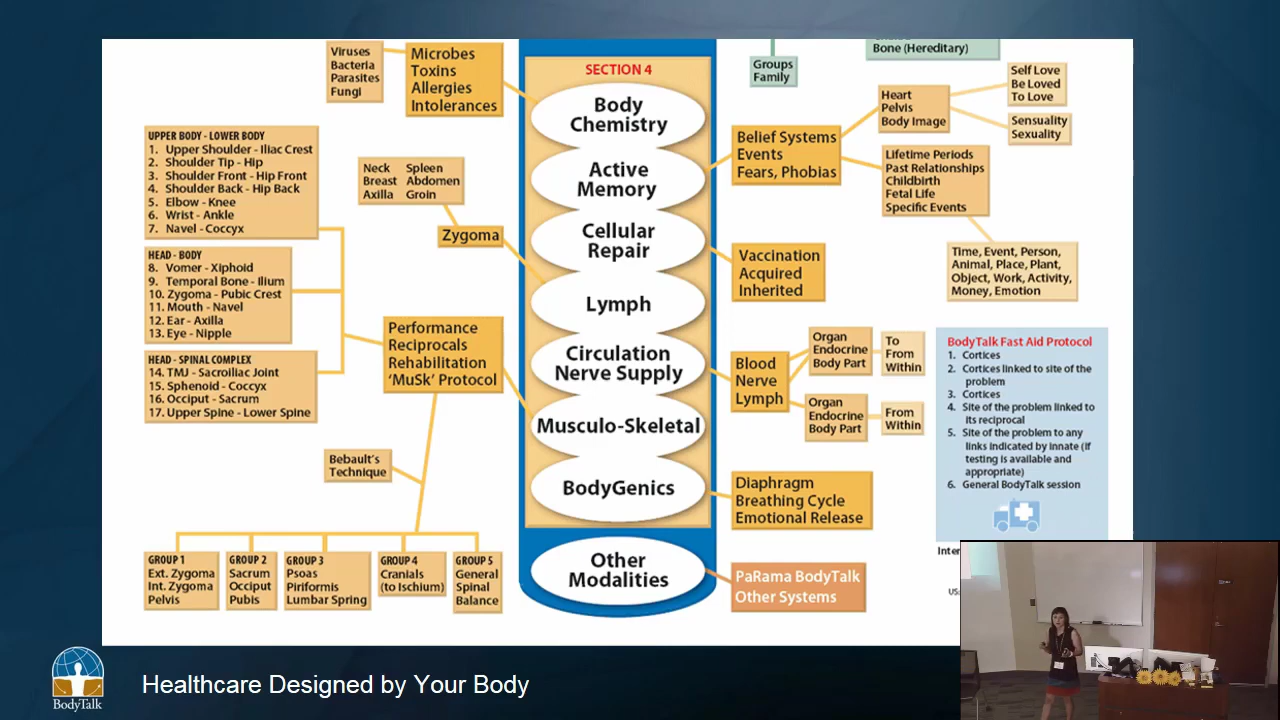 Viruses
Bacteria
Parasites
Fungi
Microbes
Toxins
Allergies
Intolerances
SECTION 4
Body
Chemistry
Active
Memory
Cellular
Repair
Lymph
Circulation
Nerve Supply
Musculo-Skeletal
BodyGenics
Other
Modalities
Groups
Family
Bone (Hereditary)
Heart
Pelvis
Body Image
Self Love
Be Loved
To Love
Sensuality
Sexuality
Belief Systems
Events
Fears, Phobias
Lifetime Periods
Past Relationships
Childbirth
Fetal Life
Specific Events
Time, Event, Person,
Animal, Place, Plant,
Object, Work, Activity,
Money, Emotion
UPPER BODY - LOWER BODY
1. Upper Shoulder - Iliac Crest
2. Shoulder Tip - Hip
3. Shoulder Front - Hip Front
4. Shoulder Back - Hip Back
5. Elbow - Knee
6. Wrist - Ankle
7. Navel - Coccyx
HEAD - BODY
8. Vomer - Xiphoid
9. Temporal Bone - Ilium
10. Zygoma - Pubic Crest
11. Mouth - Navel
12. Ear - Axilla
13. Eye - Nipple
HEAD - SPINAL COMPLEX
14. TMJ - Sacroiliac Joint
15. Sphenoid - Coccyx
16. Occiput - Sacrum
17. Upper Spine - Lower Spine
Neck Spleen
Breast Abdomen
Axilla Groin
Zygoma
Performance
Reciprocals
Rehabilitation
‘MuSk’ Protocol
Bebault's
Technique
GROUP 1
Ext. Zygoma
Int. Zygoma
Pelvis
GROUP 2
Sacrum
Occiput
Pubis
GROUP 3
Psoas
Piriformis
Lumbar Spring
GROUP 4
Cranials
(to Ischium)
GROUP 5
General
Spinal
Balance
Vaccination
Acquired
Inherited
Blood
Nerve
Lymph
Organ
Endocrine
Body Part
To
From
Within
Organ
Endocrine
Body Part
From
Within
Diaphragm
Breathing Cycle
Emotional Release
PaRama BodyTalk
Other Systems
BodyTalk Fast Aid Protocol
1. Cortices
2. Cortices linked to site of the
problem
3. Cortices
4. Site of the problem linked to
its reciprocal
5. Site of the problem to any
links indicated by innate (if
testing is available and
appropriate)
6. General BodyTalk session
BodyTalk
Healthcare Designed by Your Body